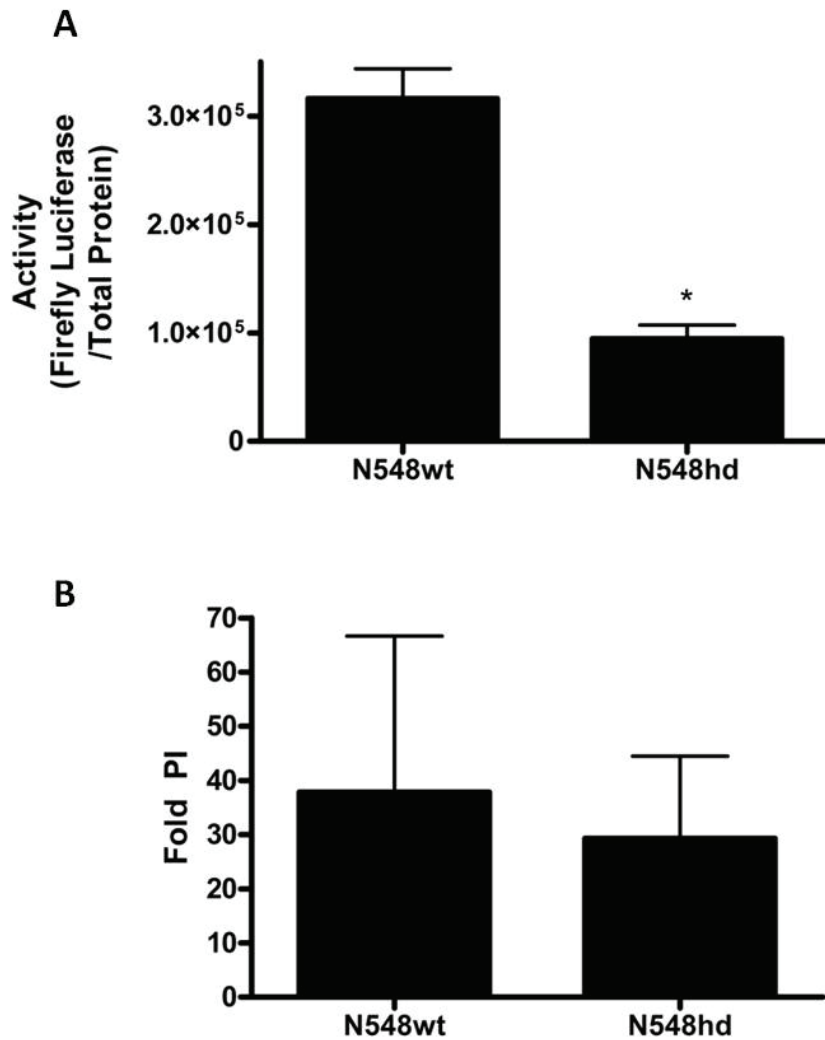 A
Activity
(Firefly Luciferase
/Total Protein)
3.0×10⁵
2.0×10⁵
1.0×10⁵
0
*
N548wt N548hd
B
Fold PI
70
60
50
40
30
20
10
0
N548wt N548hd